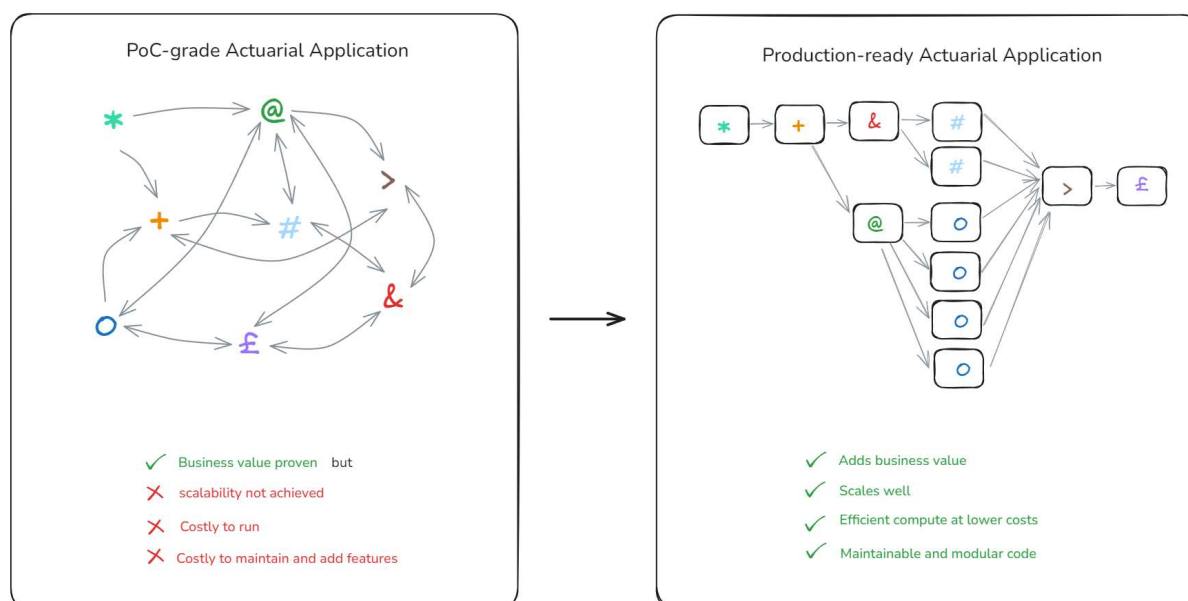 PoC-grade Actuarial Application
*
@
>
+
#
&
O
£
Business value proven but
scalability not achieved
Costly to run
Costly to maintain and add features
Production-ready Actuarial Application
*
+
&
#
#
>
£
@
O
O
O
O
Adds business value
Scales well
Efficient compute at lower costs
Maintainable and modular code